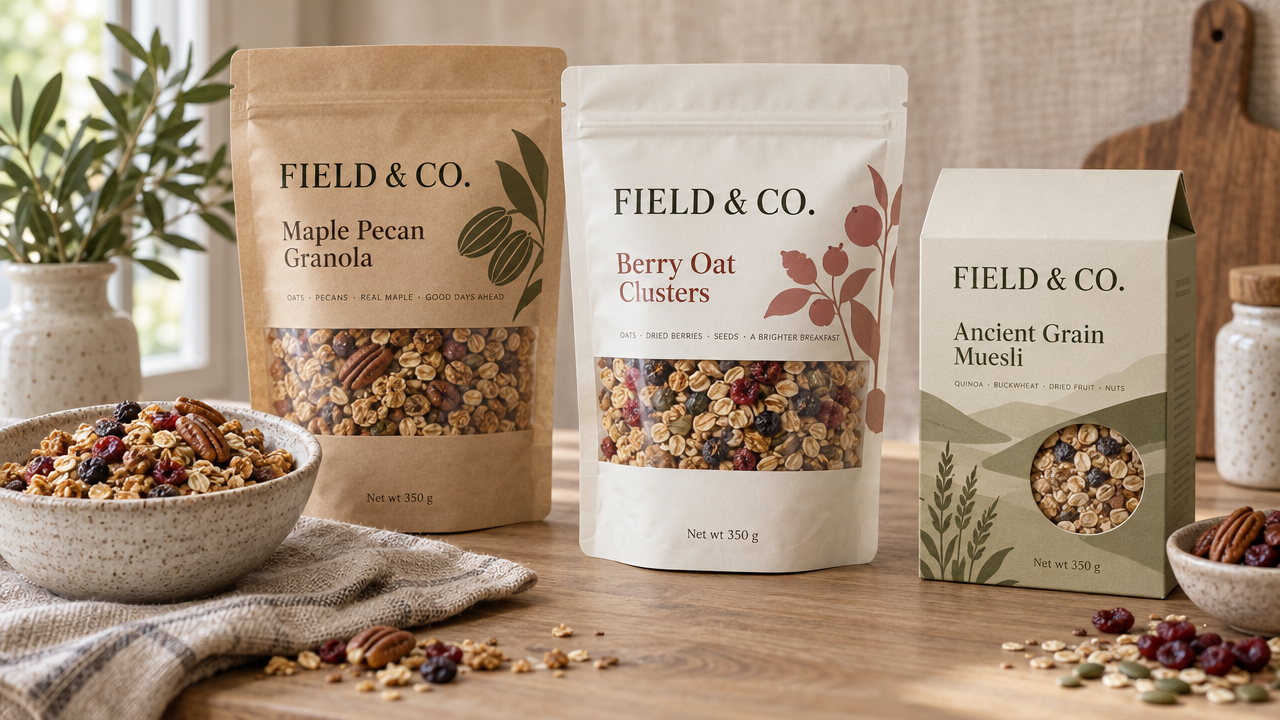 FIELD & CO.
Maple Pecan
Granola
OATS · PECANS · REAL MAPLE · GOOD DAYS AHEAD
Net wt 350 g
FIELD & CO.
Berry Oat
Clusters
OATS · DRIED BERRIES · SEEDS · A BRIGHTER BREAKFAST
Net wt 350 g
FIELD & CO.
Ancient Grain
Muesli
QUINOA · BUCKWHEAT · DRIED FRUIT · NUTS
Net wt 350 g